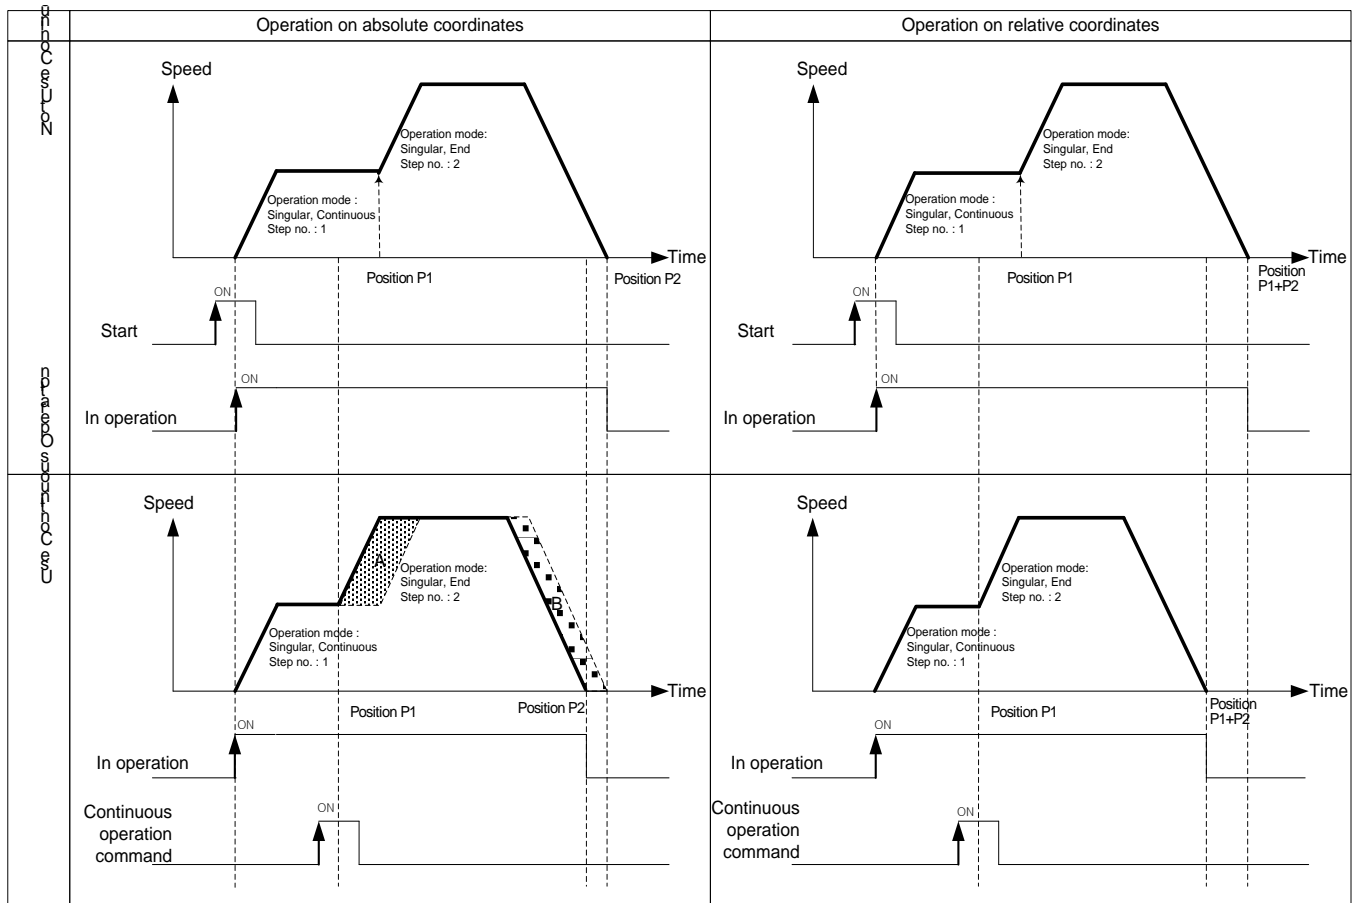 Operation on absolute coordinates
Operation on relative coordinates
Speed
Operation mode:
Singular, End
Step no. : 2
Operation mode :
Singular, Continuous
Step no. : 1
Time
Position P1
Position P2
ON
Start
ON
In operation
Speed
Operation mode:
Singular, End
Step no. : 2
Operation mode :
Singular, Continuous
Step no. : 1
Time
Position P1
Position
P1+P2
ON
Start
ON
In operation
Speed
A
Operation mode:
Singular, End
Step no. : 2
B
Operation mode :
Singular, Continuous
Step no. : 1
Time
Position P1
Position P2
ON
In operation
ON
Continuous
operation
command
Speed
Operation mode:
Singular, End
Step no. : 2
Operation mode :
Singular, Continuous
Step no. : 1
Time
Position P1
Position
P1+P2
ON
In operation
ON
Continuous
operation
command